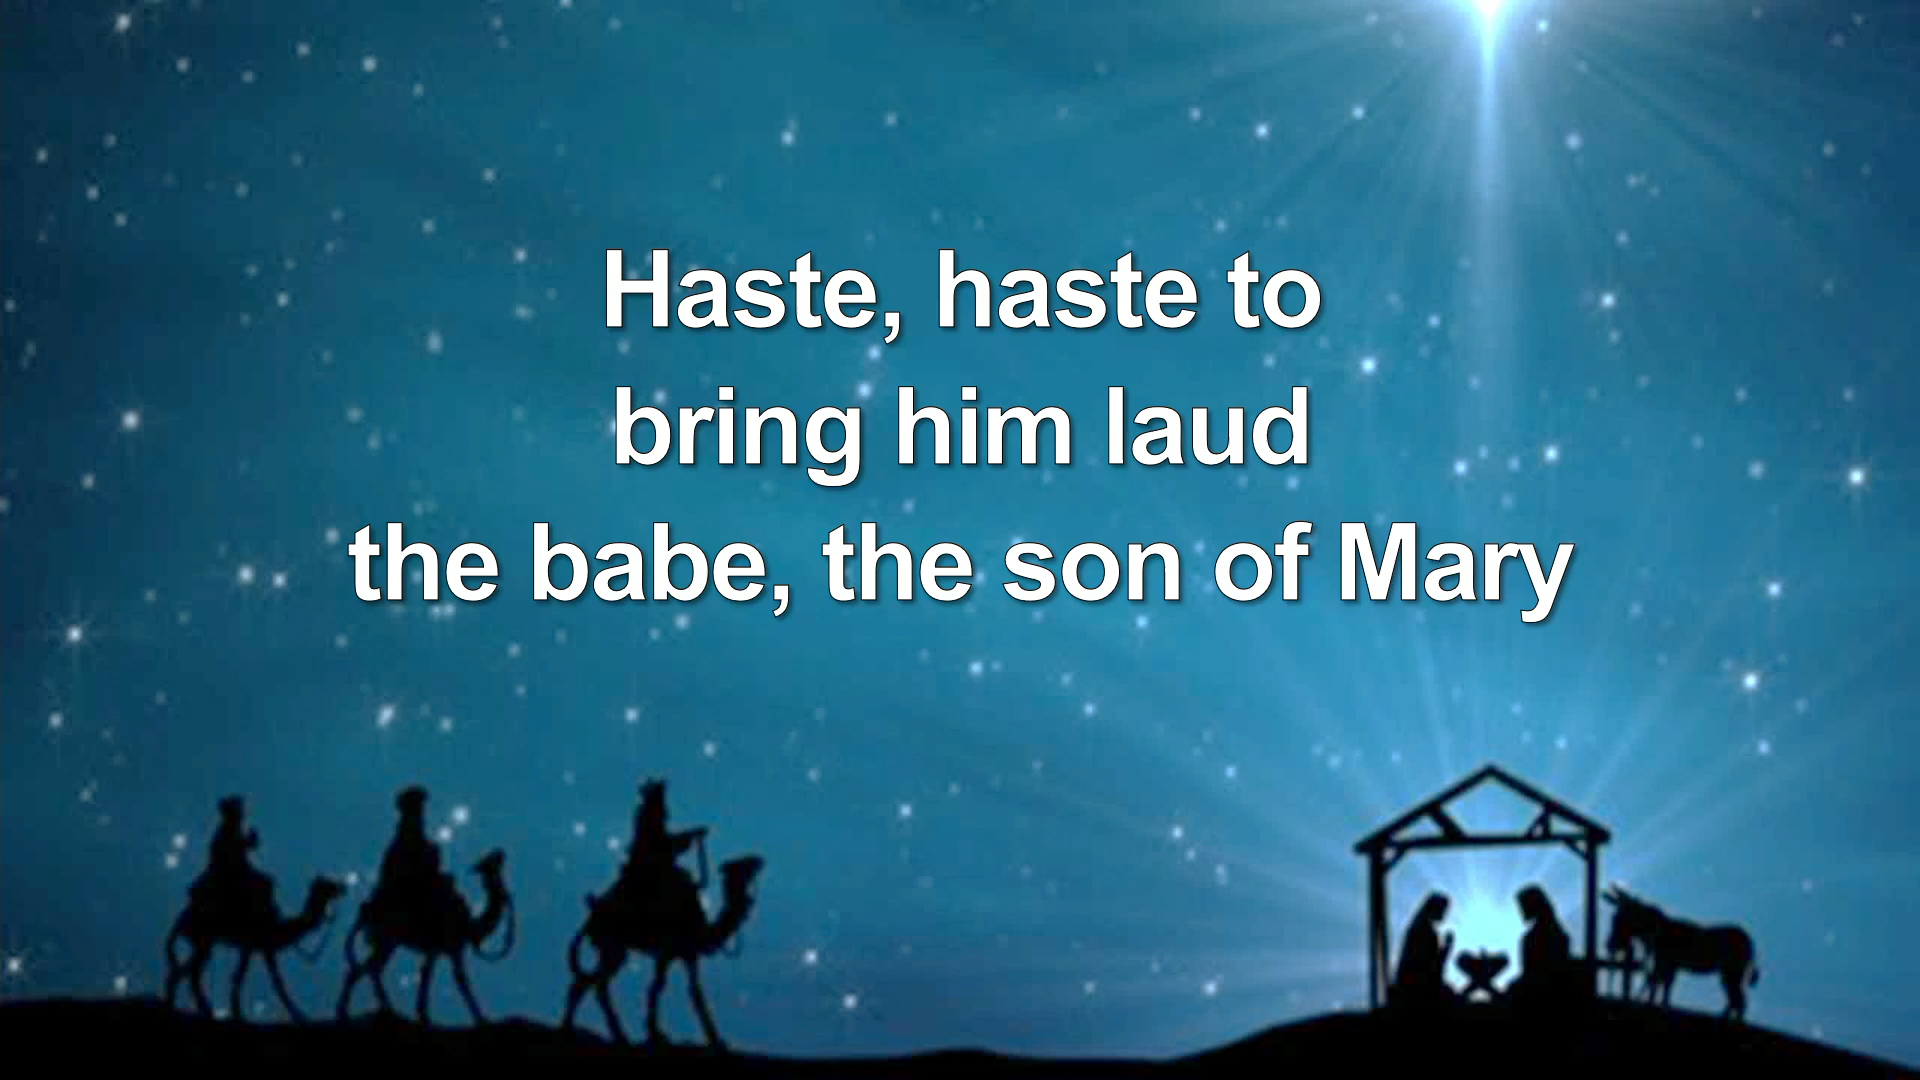 Haste, haste to
bring him laud
the babe, the son of Mary